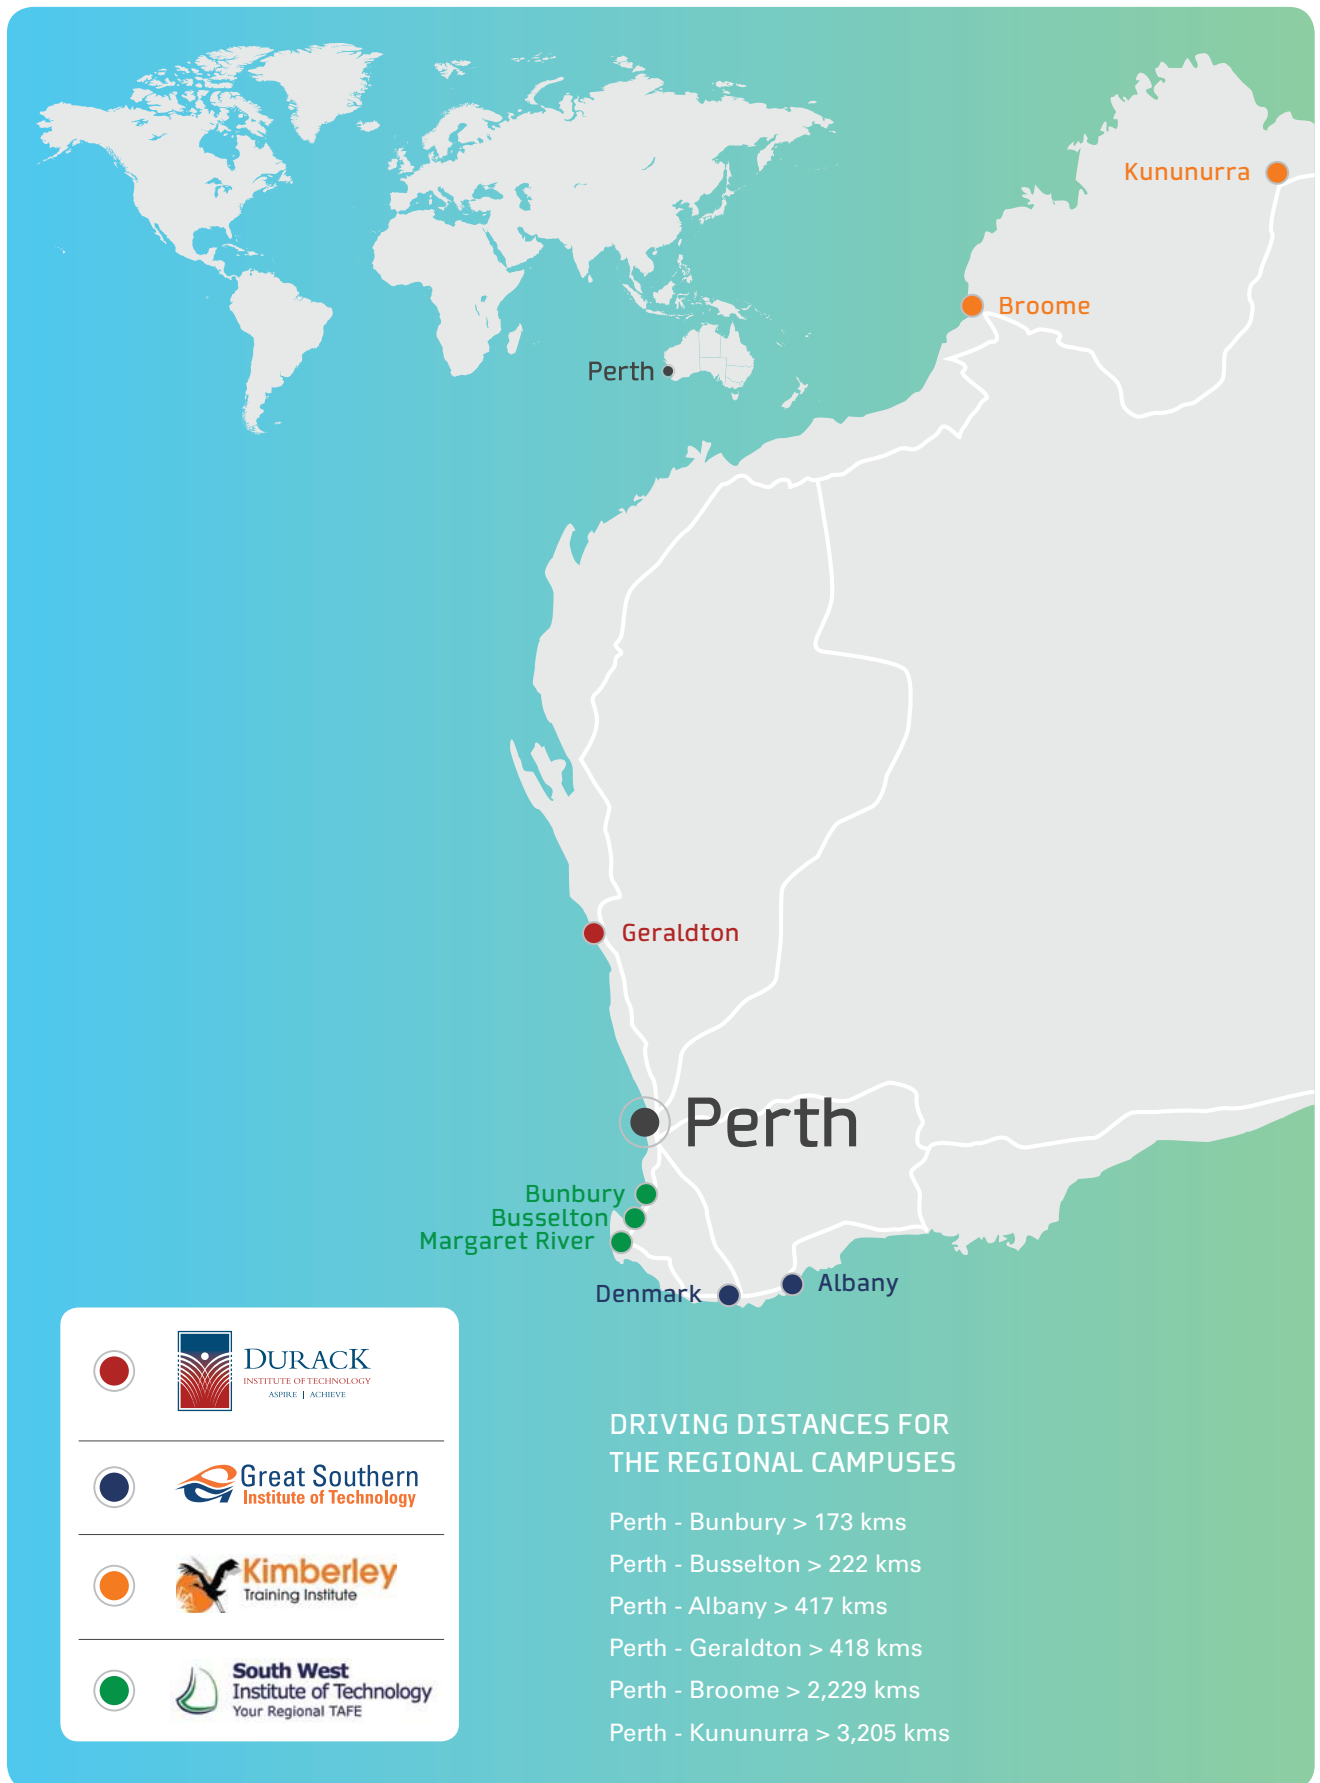 Kununurra
Broome
Perth
Geraldton
Perth
Bunbury
Busselton
Margaret River
Denmark
Albany
DURACK
INSTITUTE OF TECHNOLOGY
ASPIRE | ACHIEVE
Great Southern
Institute of Technology
Kimberley
Training Institute
South West
Institute of Technology
Your Regional TAFE
DRIVING DISTANCES FOR
THE REGIONAL CAMPUSES
Perth - Bunbury > 173 kms
Perth - Busselton > 222 kms
Perth - Albany > 417 kms
Perth - Geraldton > 418 kms
Perth - Broome > 2,229 kms
Perth - Kununurra > 3,205 kms